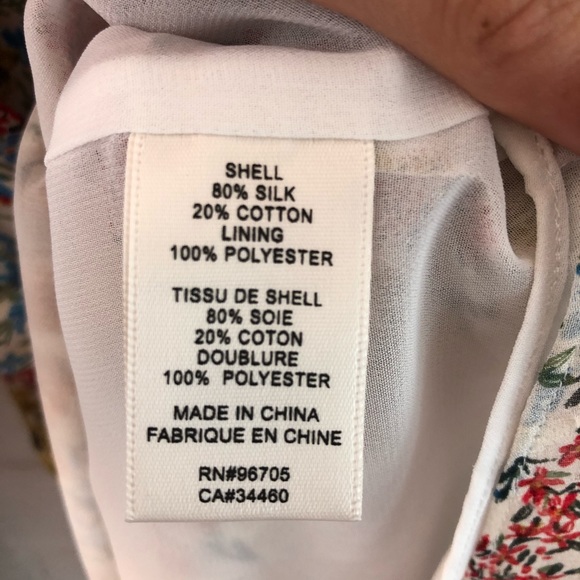 SHELL
80% SILK
20% COTTON
LINING
100% POLYESTER
TISSU DE SHELL
80% SOIE
20% COTON
DOUBLURE
100% POLYESTER
MADE IN CHINA
FABRIQUE EN CHINE
RN#96705
CA#34460